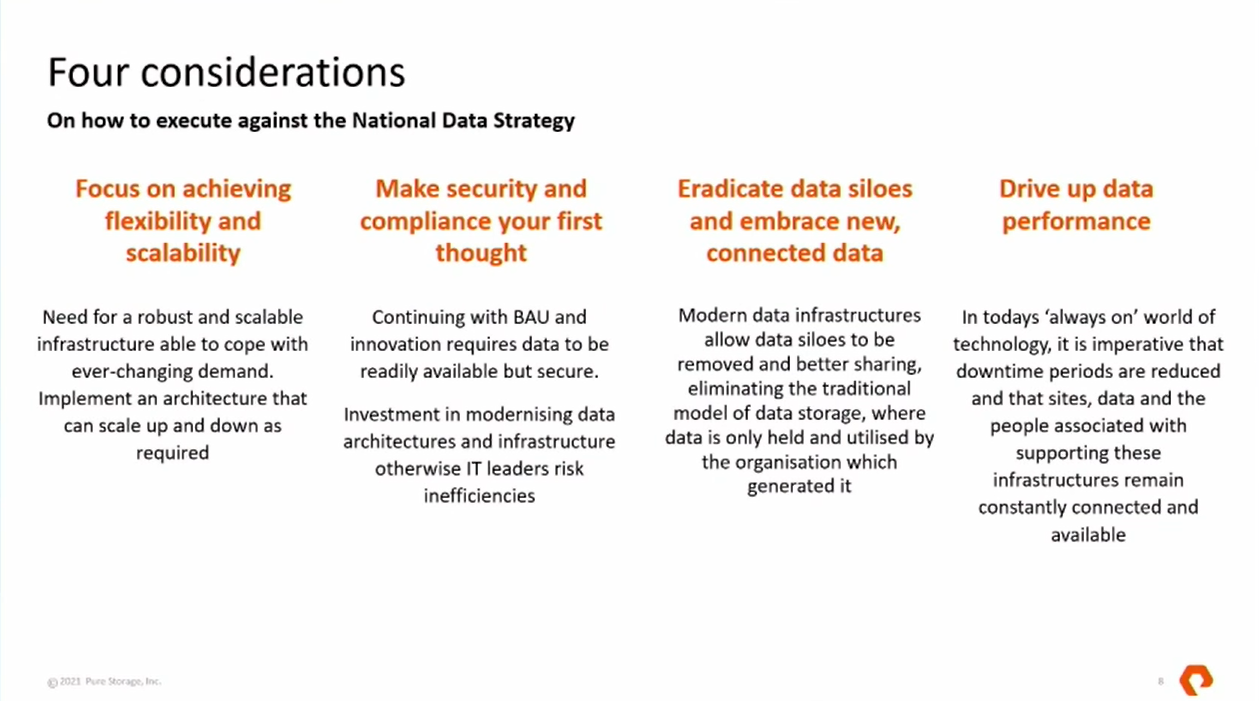 Four considerations
On how to execute against the National Data Strategy
Focus on achieving
flexibility and
scalability
Need for a robust and scalable
infrastructure able to cope with
ever-changing demand.
Implement an architecture that
can scale up and down as
required
Make security and
compliance your first
thought
Continuing with BAU and
innovation requires data to be
readily available but secure.
Investment in modernising data
architectures and infrastructure
otherwise IT leaders risk
inefficiencies
Eradicate data siloes
and embrace new,
connected data
Modern data infrastructures
allow data siloes to be
removed and better sharing,
eliminating the traditional
model of data storage, where
data is only held and utilised by
the organisation which
generated it
Drive up data
performance
In todays ‘always on’ world of
technology, it is imperative that
downtime periods are reduced
and that sites, data and the
people associated with
supporting these
infrastructures remain
constantly connected and
available
© 2021 Pure Storage, Inc.
8